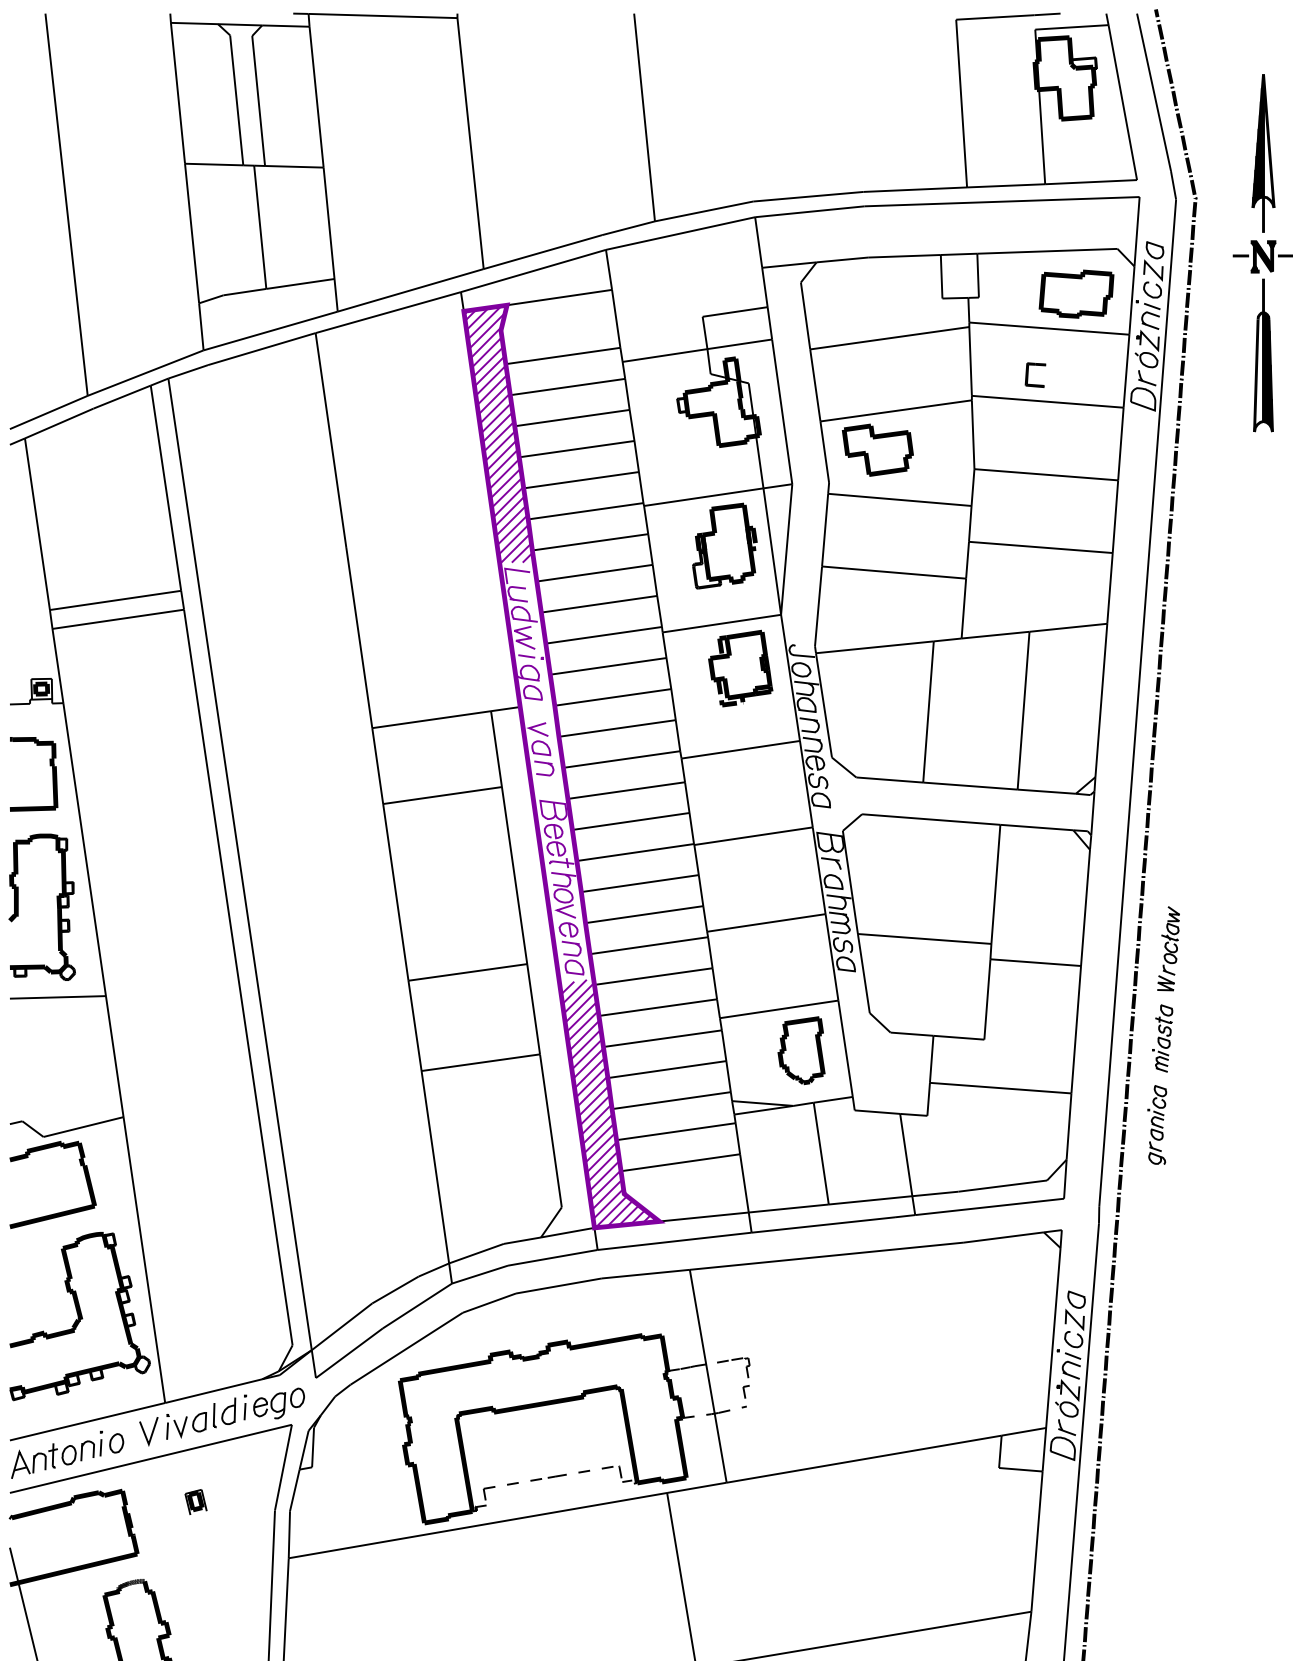 N
Dróżnicza
Ludwiga van Beethovena
Johannesa Brahmsa
granica miasta Wrocław
Dróżnicza
Antonio Vivaldiego